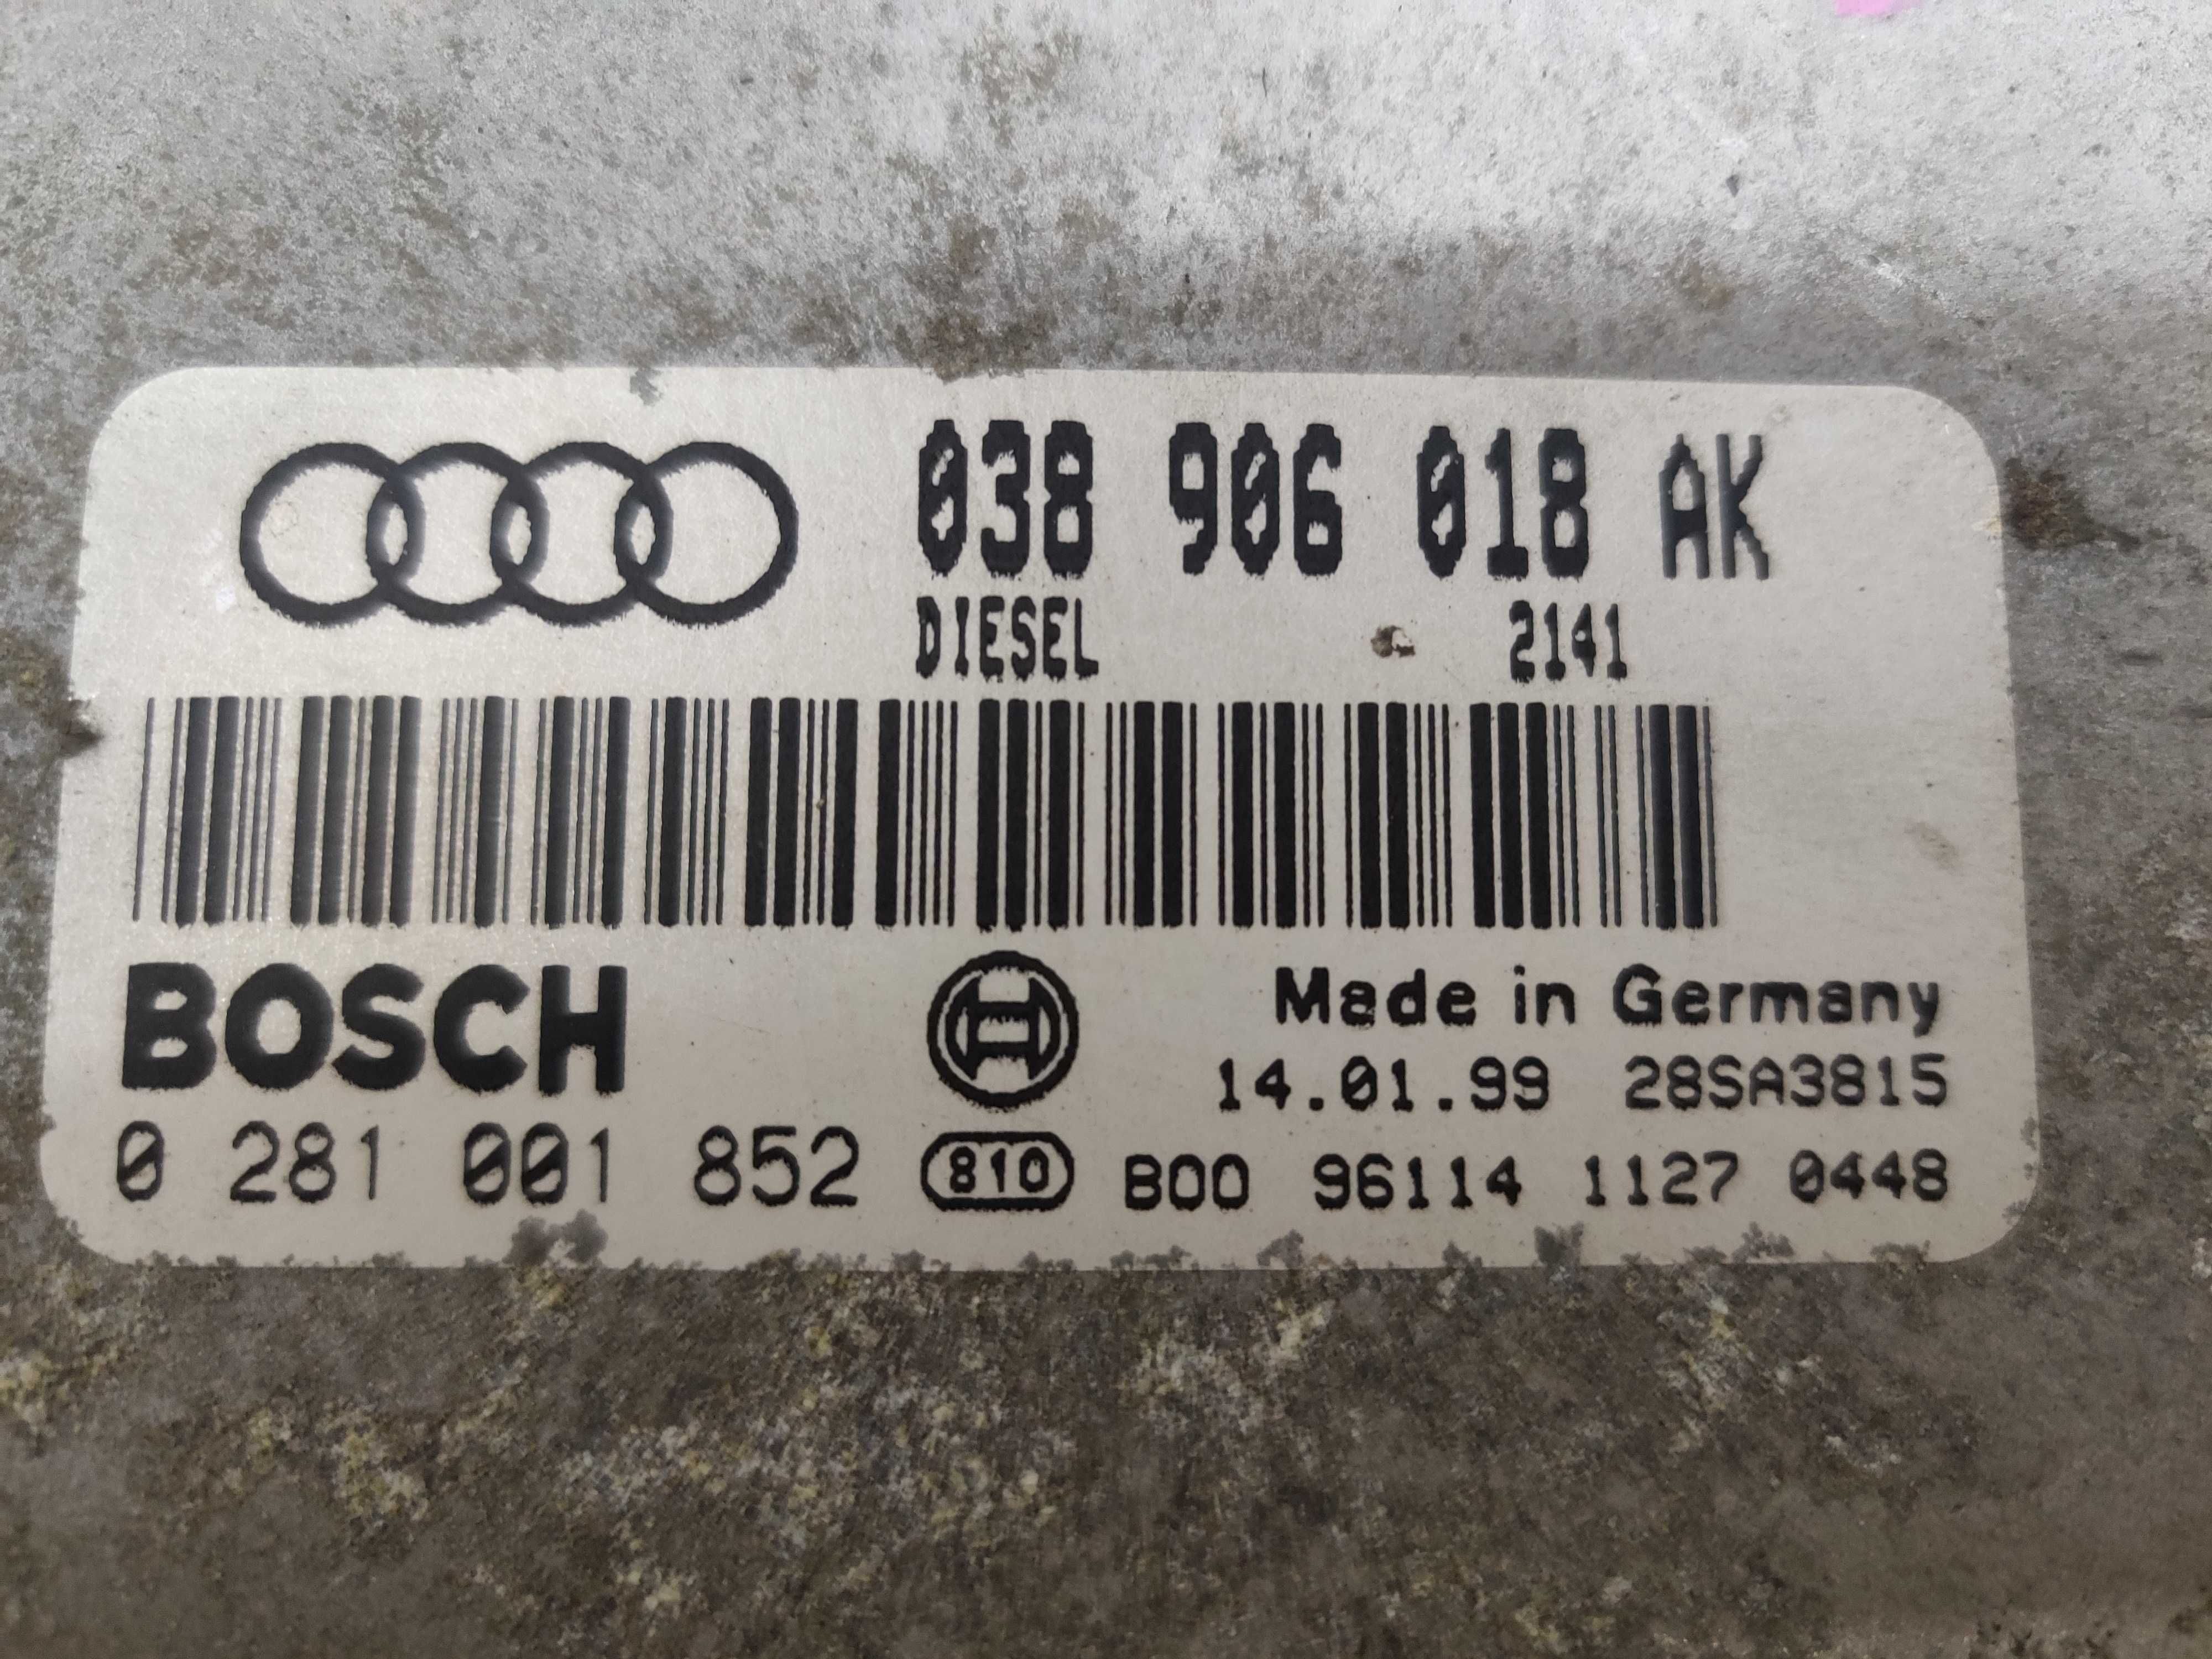 038 906 018 AK
DIESEL 2141
BOSCH
Made in Germany
14.01.99 28SA3815
0 281 001 852 810 B00 96114 1127 0448